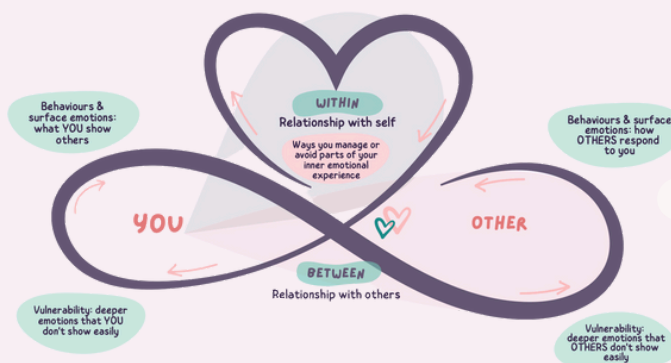 WITHIN
Relationship with self
Ways you manage or
avoid parts of your
inner emotional
experience
Behaviours &
surface emotions:
what YOU show
others
Behaviours & surface
emotions: how
OTHERS respond
to you
YOU
OTHER
BETWEEN
Relationship with others
Vulnerability: deeper
emotions that YOU
don't show easily
Vulnerability:
deeper emotions that
OTHERS don't show
easily